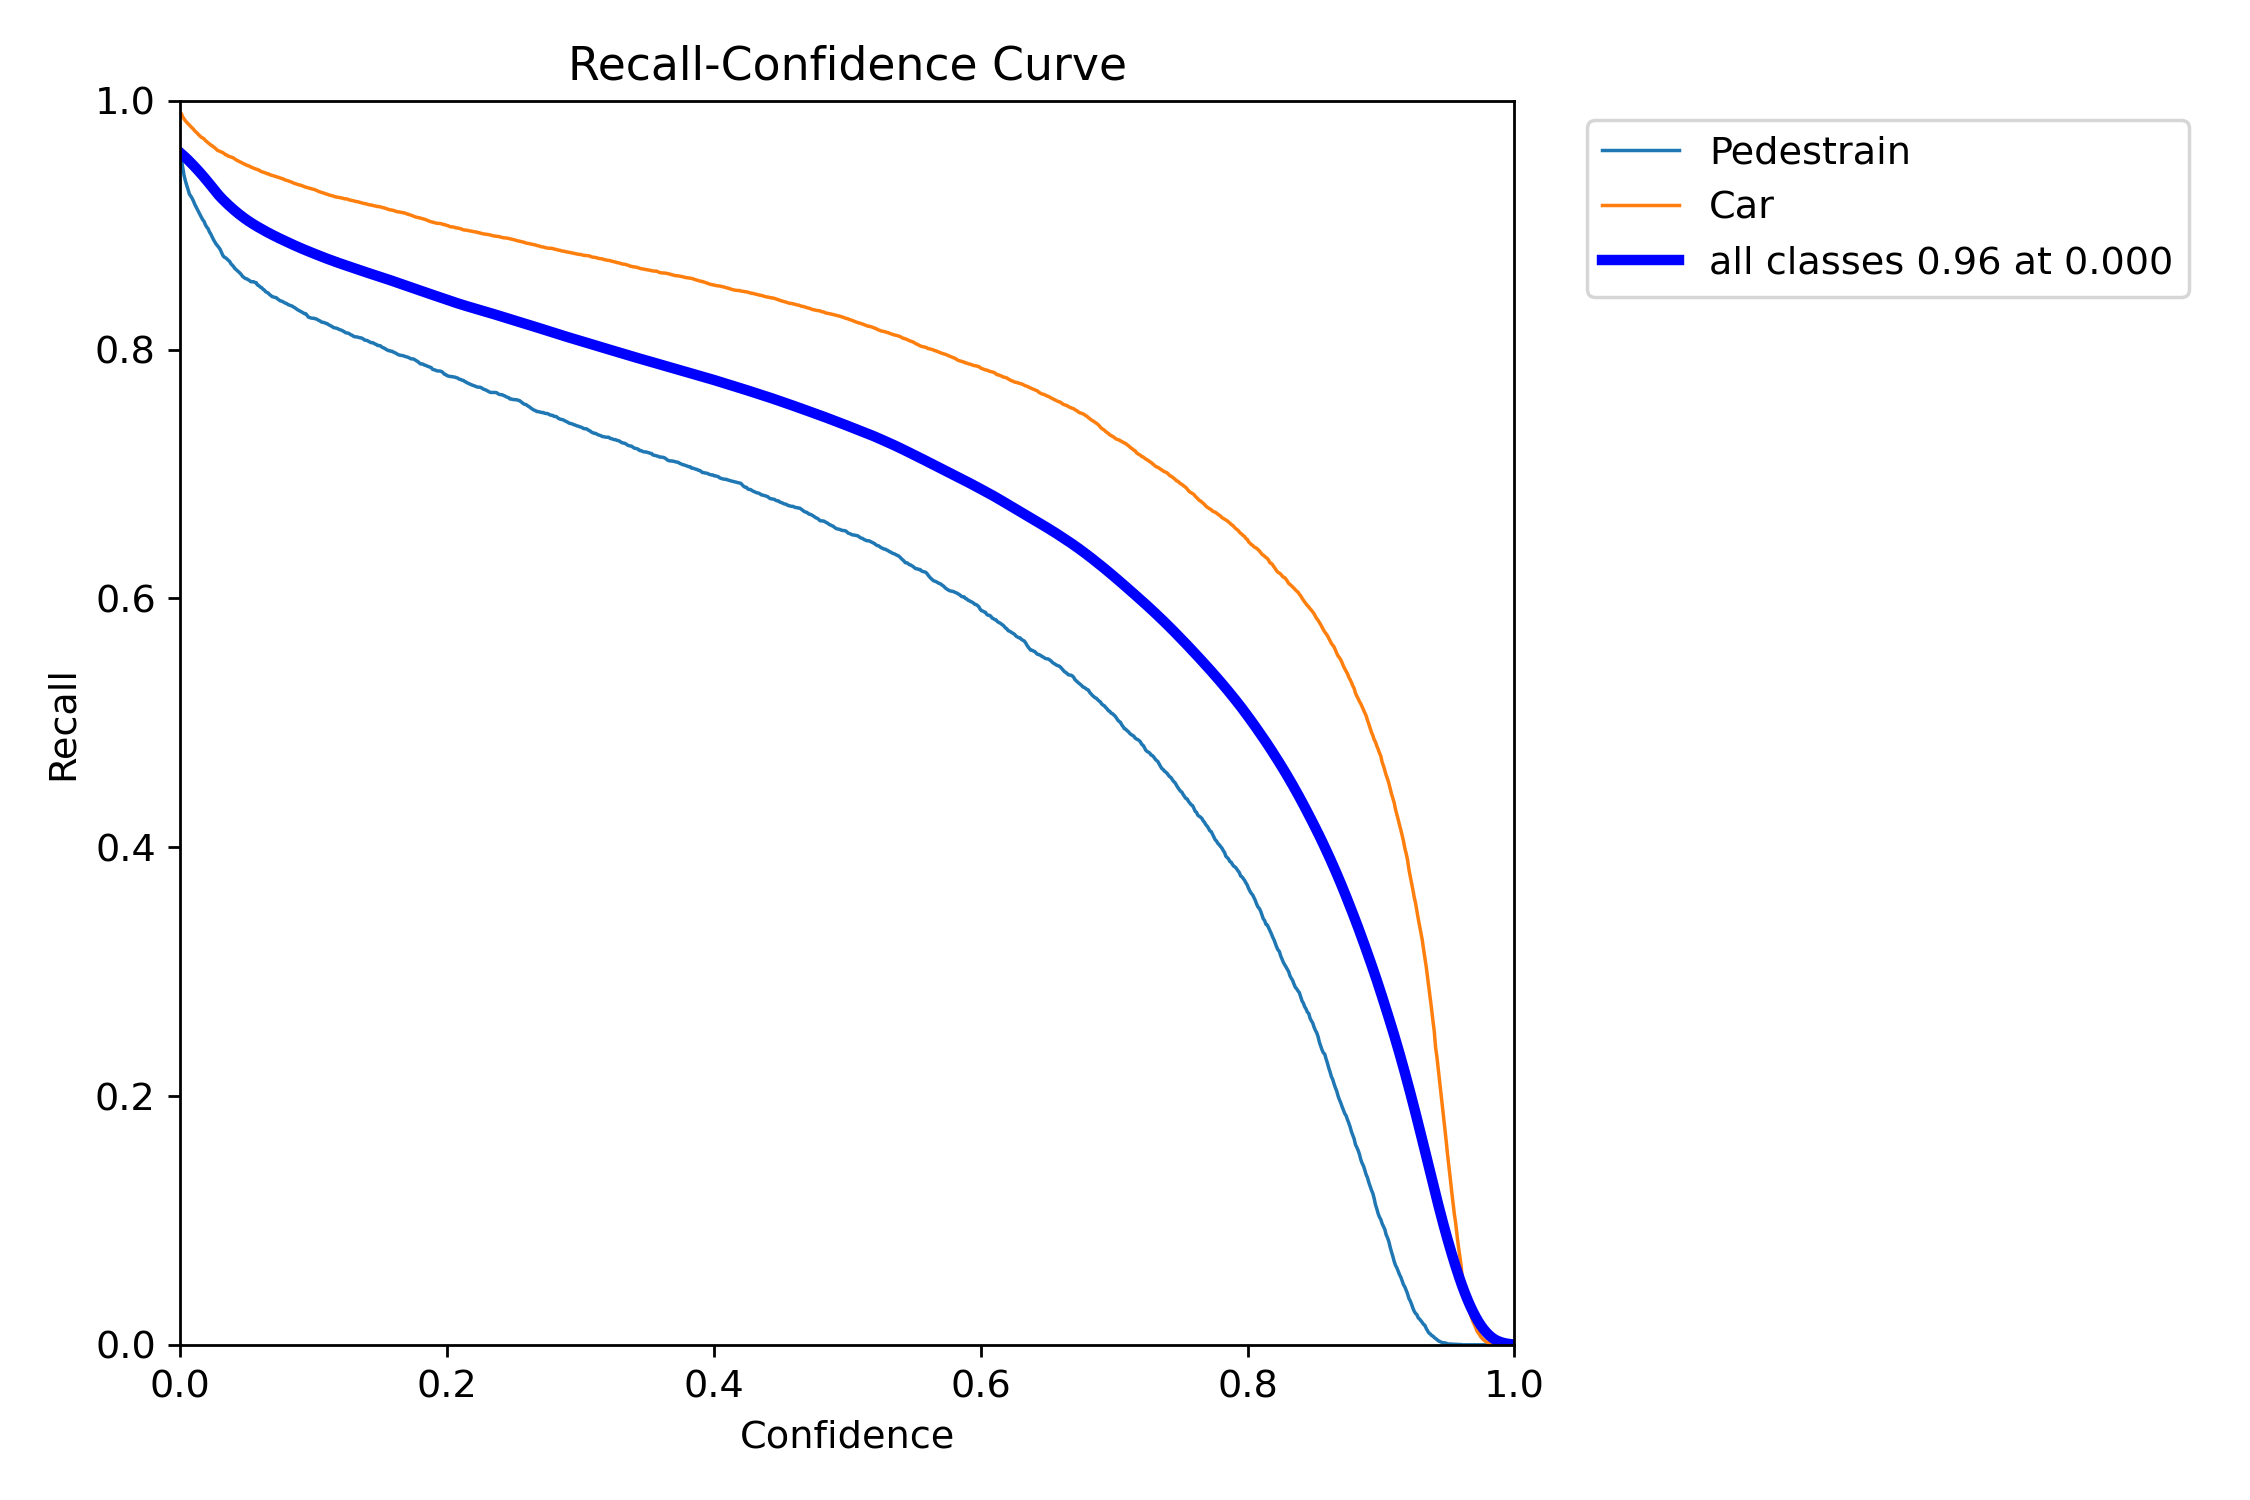 Recall-Confidence Curve
Pedestrain
Car
all classes 0.96 at 0.000
1.0
0.8
0.6
0.4
0.2
0.0
Recall
0.0 0.2 0.4 0.6 0.8 1.0
Confidence